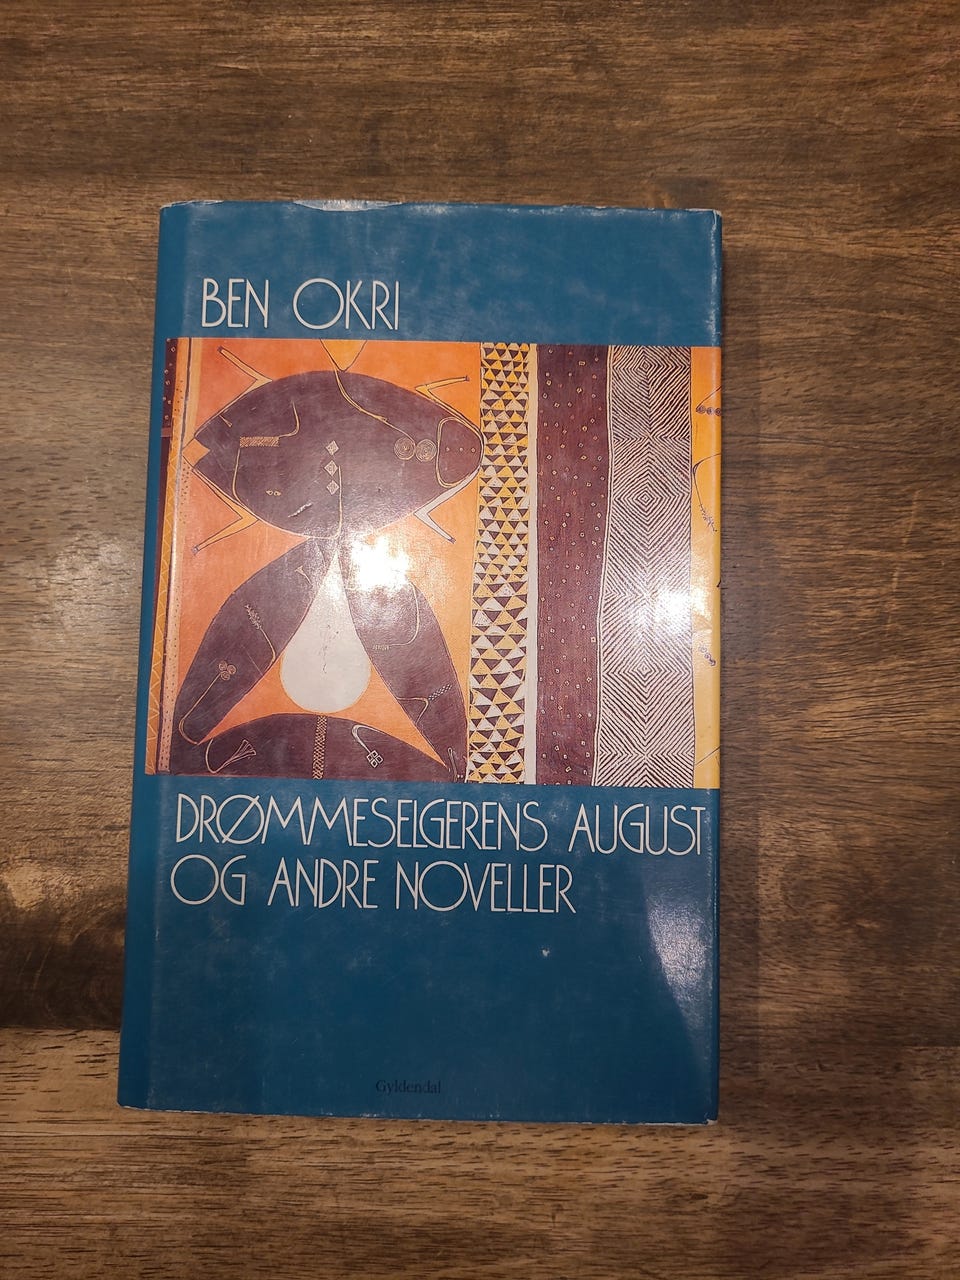 BEN OKRI
DRØMMESELGERENS AUGUST
OG ANDRE NOVELLER
Gyldendal